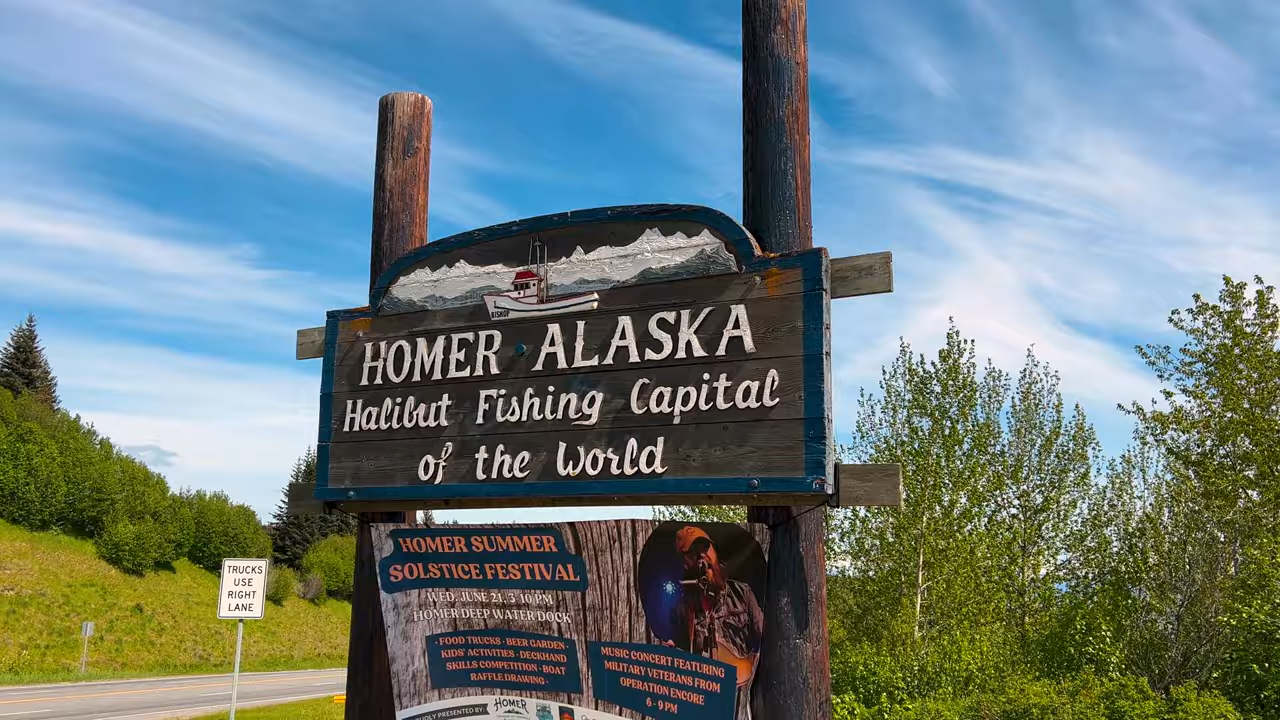 BISHOP
HOMER ALASKA
Halibut Fishing Capital
of the World
HOMER SUMMER
SOLSTICE FESTIVAL
WED. JUNE 21, 3-10 PM
HOMER DEEP WATER DOCK
· FOOD TRUCKS · BEER GARDEN ·
KIDS' ACTIVITIES · DECKHAND
SKILLS COMPETITION · BOAT
RAFFLE DRAWING ·
MUSIC CONCERT FEATURING
MILITARY VETERANS FROM
OPERATION ENCORE
6 - 9 PM
PRESENTED BY:
HOMER
TRUCKS
USE
RIGHT
LANE